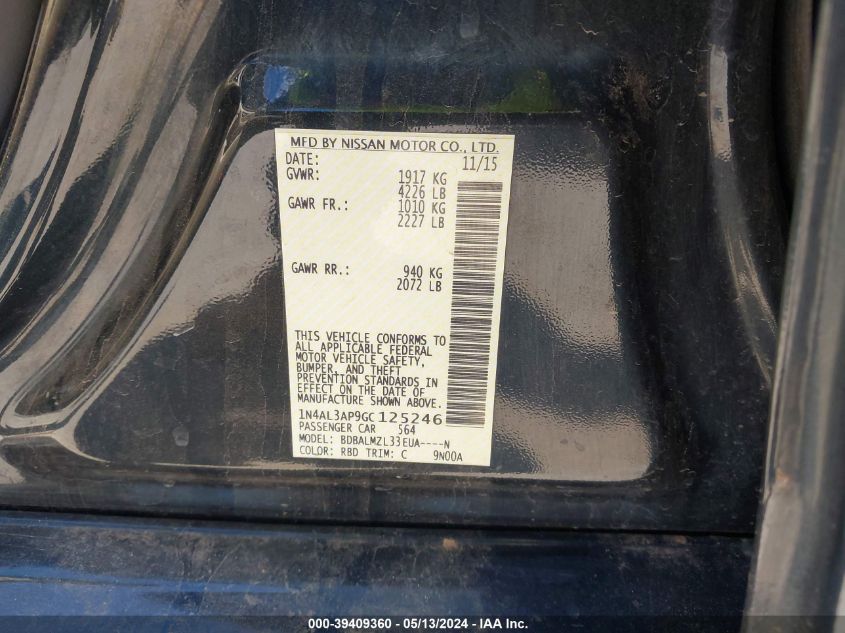 MFD BY NISSAN MOTOR CO., LTD.
DATE: 11/15
GVWR: 1917 KG
4226 LB
GAWR FR.: 1010 KG
2227 LB
GAWR RR.: 940 KG
2072 LB
THIS VEHICLE CONFORMS TO
ALL APPLICABLE FEDERAL
MOTOR VEHICLE SAFETY,
BUMPER, AND THEFT
PREVENTION STANDARDS IN
EFFECT ON THE DATE OF
MANUFACTURE SHOWN ABOVE.
1N4AL3AP9GC125246
PASSENGER CAR 564
MODEL: BDBALMZL33EUA----N
COLOR: RBD TRIM: C 9N00A
000-39409360 - 05/13/2024 - IAA Inc.